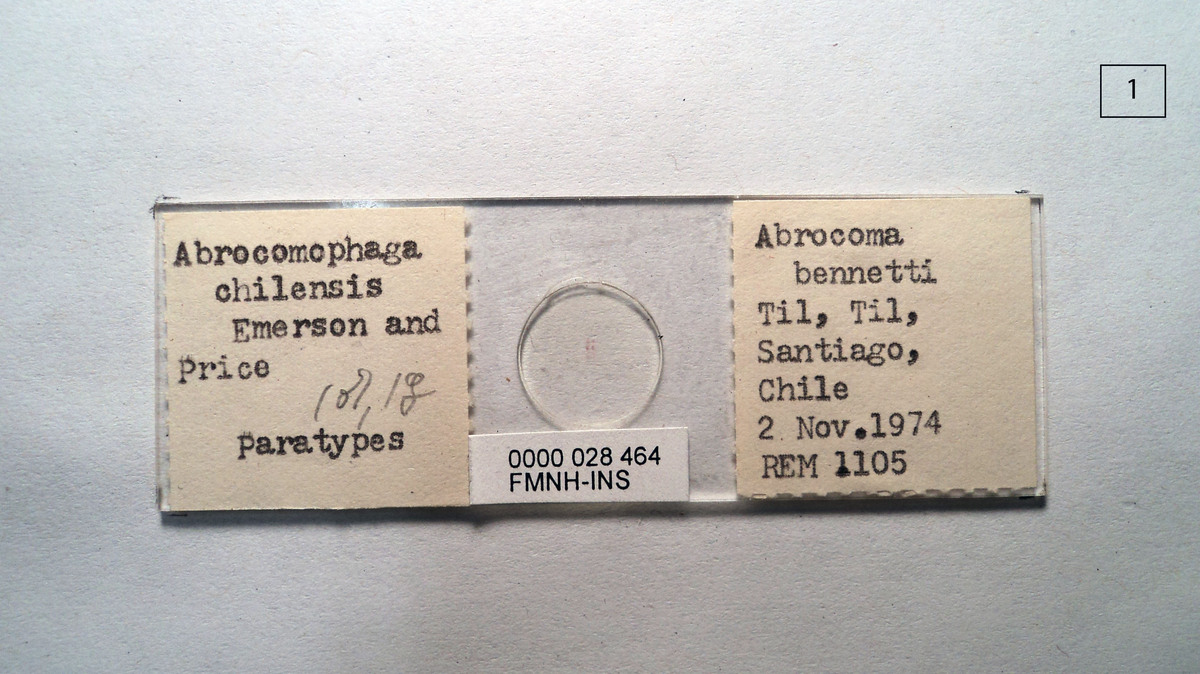 1
Abrocomophaga
chilensis
Emerson and
Price
1♂, 1♀
Paratypes
0000 028 464
FMNH-INS
Abrocoma
bennetti
Til, Til,
Santiago,
Chile
2 Nov.1974
REM 1105